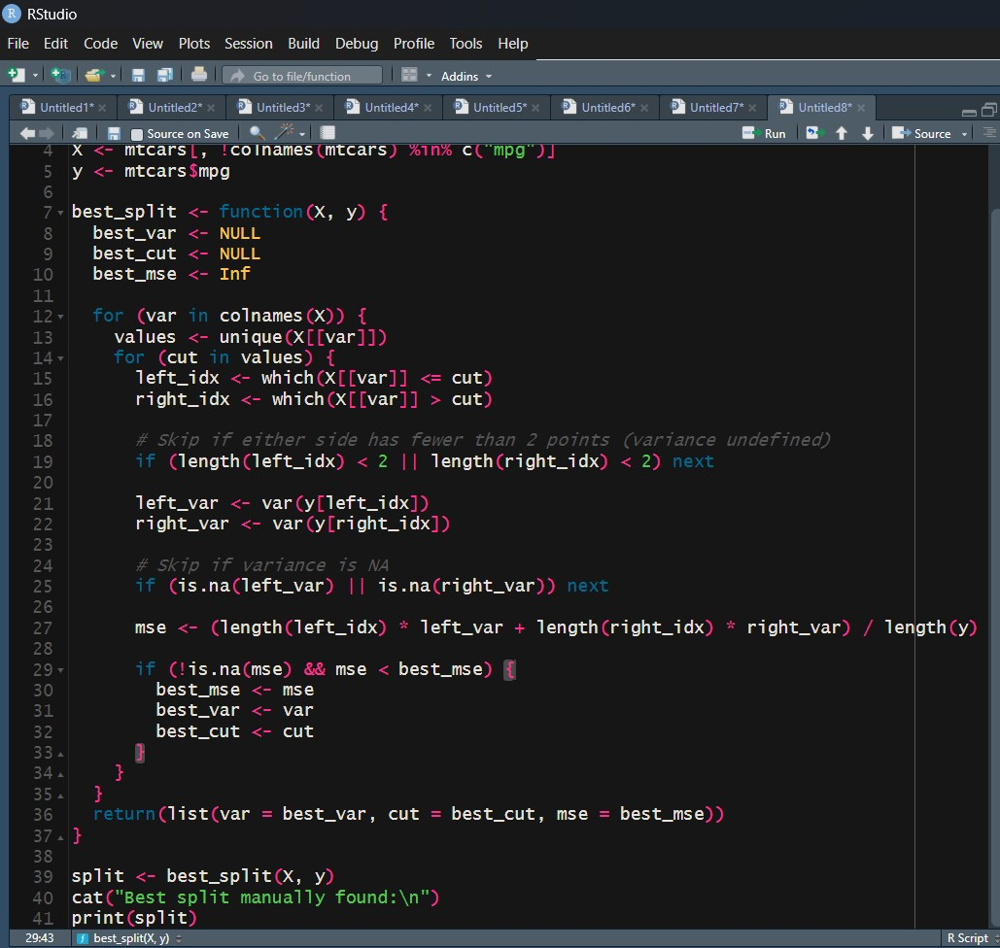 RStudio
File Edit Code View Plots Session Build Debug Profile Tools Help
Go to file/function Addins
Untitled1* Untitled2* Untitled3* Untitled4* Untitled5* Untitled6* Untitled7* Untitled8*
Source on Save Run Source
4 X <- mtcars[, !colnames(mtcars) %in% c("mpg")]
5 y <- mtcars$mpg
6
7 best_split <- function(X, y) {
8   best_var <- NULL
9   best_cut <- NULL
10   best_mse <- Inf
11
12   for (var in colnames(X)) {
13     values <- unique(X[[var]])
14     for (cut in values) {
15       left_idx <- which(X[[var]] <= cut)
16       right_idx <- which(X[[var]] > cut)
17
18       # Skip if either side has fewer than 2 points (variance undefined)
19       if (length(left_idx) < 2 || length(right_idx) < 2) next
20
21       left_var <- var(y[left_idx])
22       right_var <- var(y[right_idx])
23
24       # Skip if variance is NA
25       if (is.na(left_var) || is.na(right_var)) next
26
27       mse <- (length(left_idx) * left_var + length(right_idx) * right_var) / length(y)
28
29       if (!is.na(mse) && mse < best_mse) {
30         best_mse <- mse
31         best_var <- var
32         best_cut <- cut
33       }
34     }
35   }
36   return(list(var = best_var, cut = best_cut, mse = best_mse))
37 }
38
39 split <- best_split(X, y)
40 cat("Best split manually found:\n")
41 print(split)
29:43 best_split(X, y) R Script